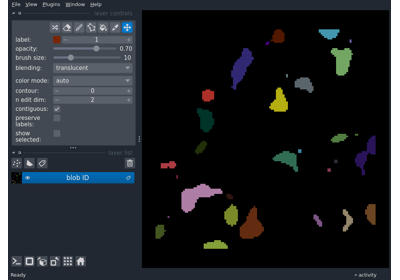 File View Plugins Window Help
layer controls
label: 1
opacity: 0.70
brush size: 10
blending: translucent
color mode: auto
contour: 0
n edit dim: 2
contiguous:
preserve
labels:
show
selected:
layer list
blob ID
Ready
activity